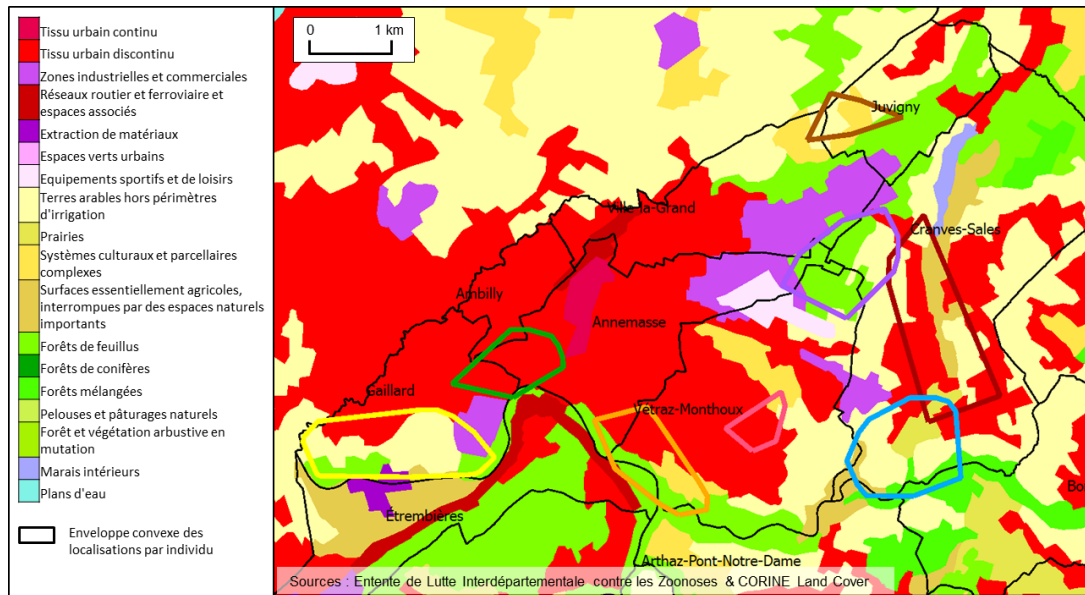 Tissu urbain continu
Tissu urbain discontinu
Zones industrielles et commerciales
Réseaux routier et ferroviaire et
espaces associés
Extraction de matériaux
Espaces verts urbains
Equipements sportifs et de loisirs
Terres arables hors périmètres
d'irrigation
Prairies
Systèmes culturaux et parcellaires
complexes
Surfaces essentiellement agricoles,
interrompues par des espaces naturels
importants
Forêts de feuillus
Forêts de conifères
Forêts mélangées
Pelouses et pâturages naturels
Forêt et végétation arbustive en
mutation
Marais intérieurs
Plans d'eau
Enveloppe convexe des
localisations par individu
0 1 km
Juvigny
Ville-la-Grand
Cranves-Sales
Ambilly
Annemasse
Gaillard
Vétraz-Monthoux
Étrembières
Bo
Arthaz-Pont-Notre-Dame
Sources : Entente de Lutte Interdépartementale contre les Zoonoses & CORINE Land Cover